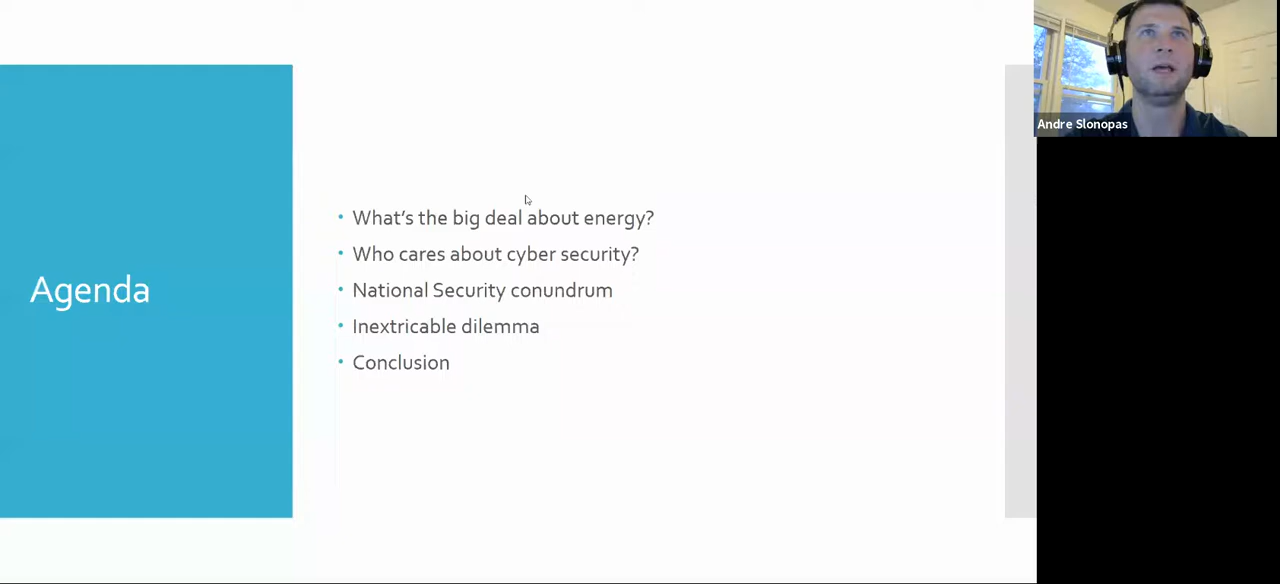 Agenda
What's the big deal about energy?
Who cares about cyber security?
National Security conundrum
Inextricable dilemma
Conclusion
Andre Slonopas